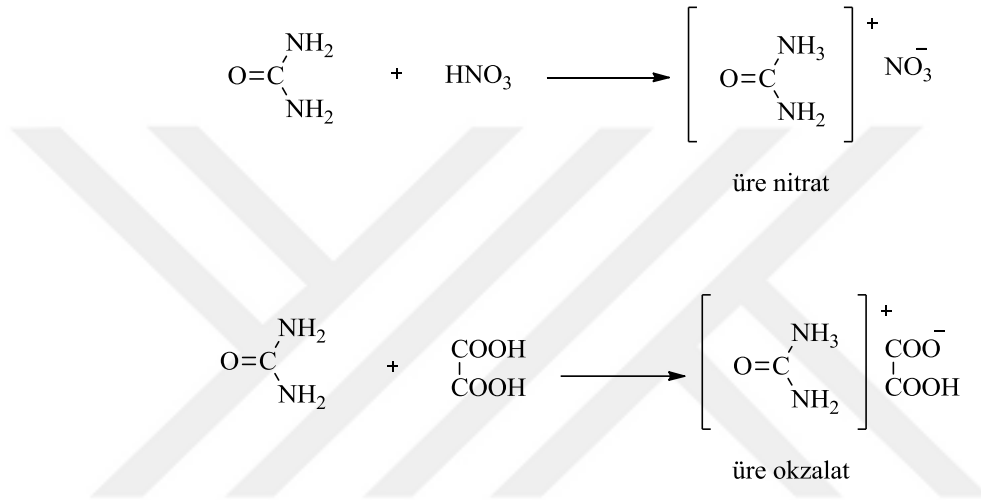 O=C NH2 NH2 + HNO3 → [O=C NH3 NH2]+ NO3−
üre nitrat
O=C NH2 NH2 + COOH COOH → [O=C NH3 NH2]+ COO− COOH
üre okzalat